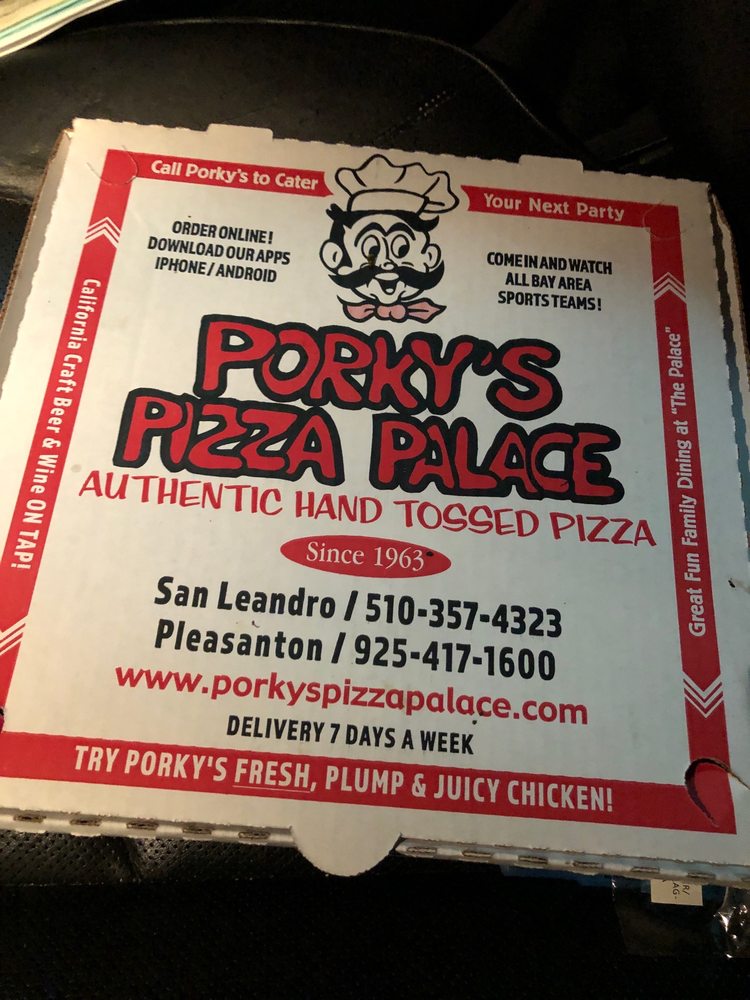 Call Porky's to Cater
Your Next Party
ORDER ONLINE!
DOWNLOAD OUR APPS
IPHONE / ANDROID
COME IN AND WATCH
ALL BAY AREA
SPORTS TEAMS!
California Craft Beer & Wine ON TAP!
Great Fun Family Dining at "The Palace"
PORKY'S
PIZZA PALACE
AUTHENTIC HAND TOSSED PIZZA
Since 1963
San Leandro / 510-357-4323
Pleasanton / 925-417-1600
www.porkyspizzapalace.com
DELIVERY 7 DAYS A WEEK
TRY PORKY'S FRESH, PLUMP & JUICY CHICKEN!